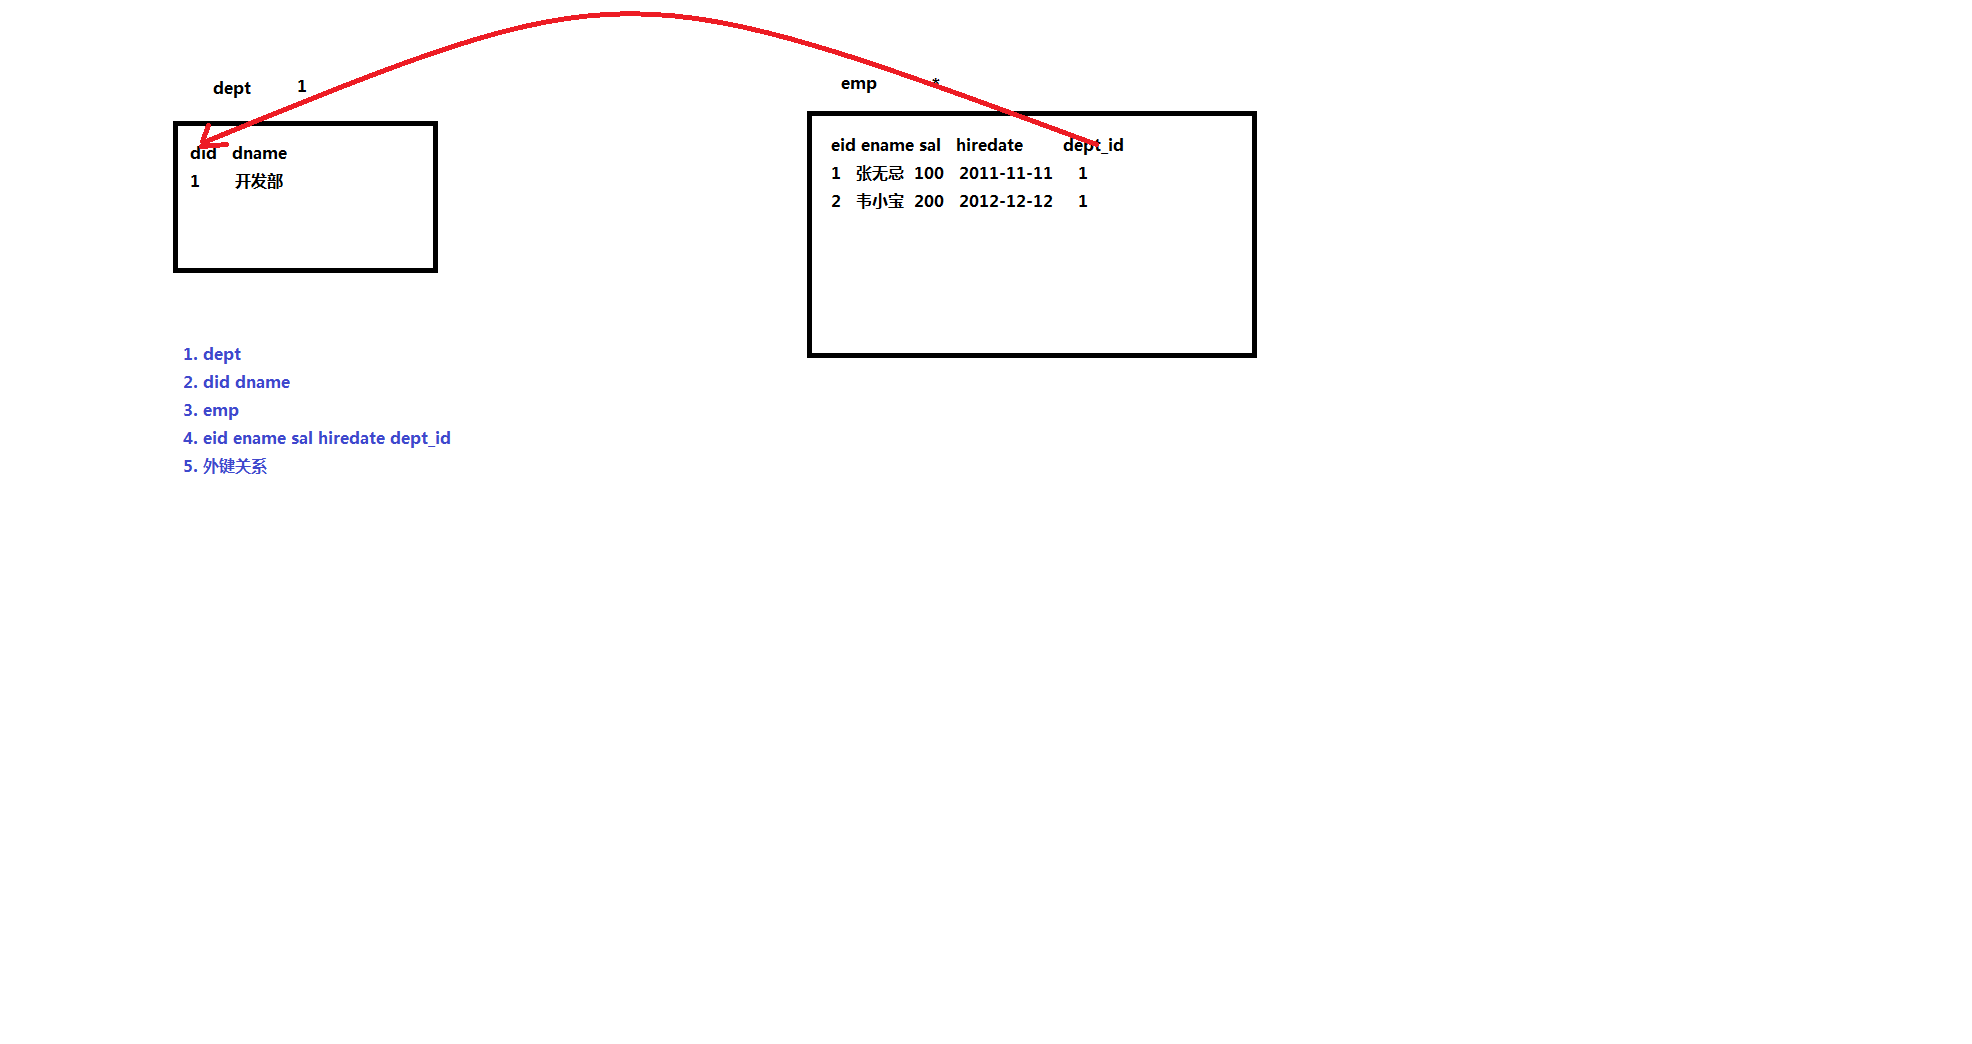 dept 1
did dname
1 开发部
emp *
eid ename sal hiredate dept_id
1 张无忌 100 2011-11-11 1
2 韦小宝 200 2012-12-12 1
1. dept
2. did dname
3. emp
4. eid ename sal hiredate dept_id
5. 外键关系